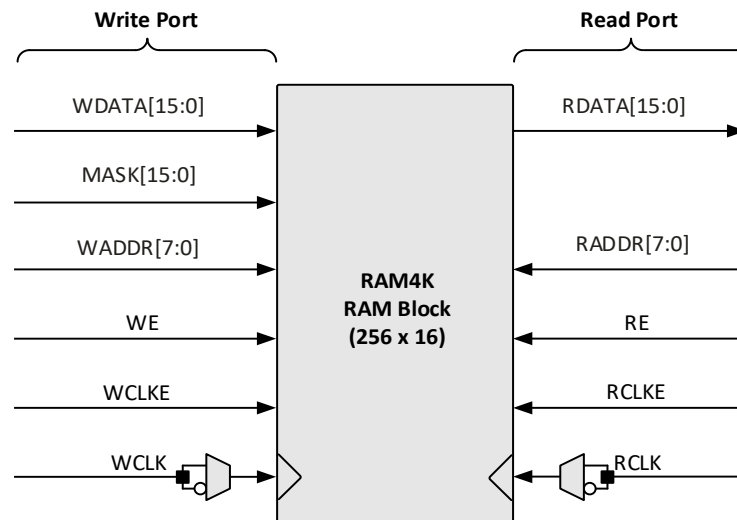 Write Port
Read Port
WDATA[15:0]
RDATA[15:0]
MASK[15:0]
WADDR[7:0]
RADDR[7:0]
RAM4K
RAM Block
(256 x 16)
WE
RE
WCLKE
RCLKE
WCLK
RCLK